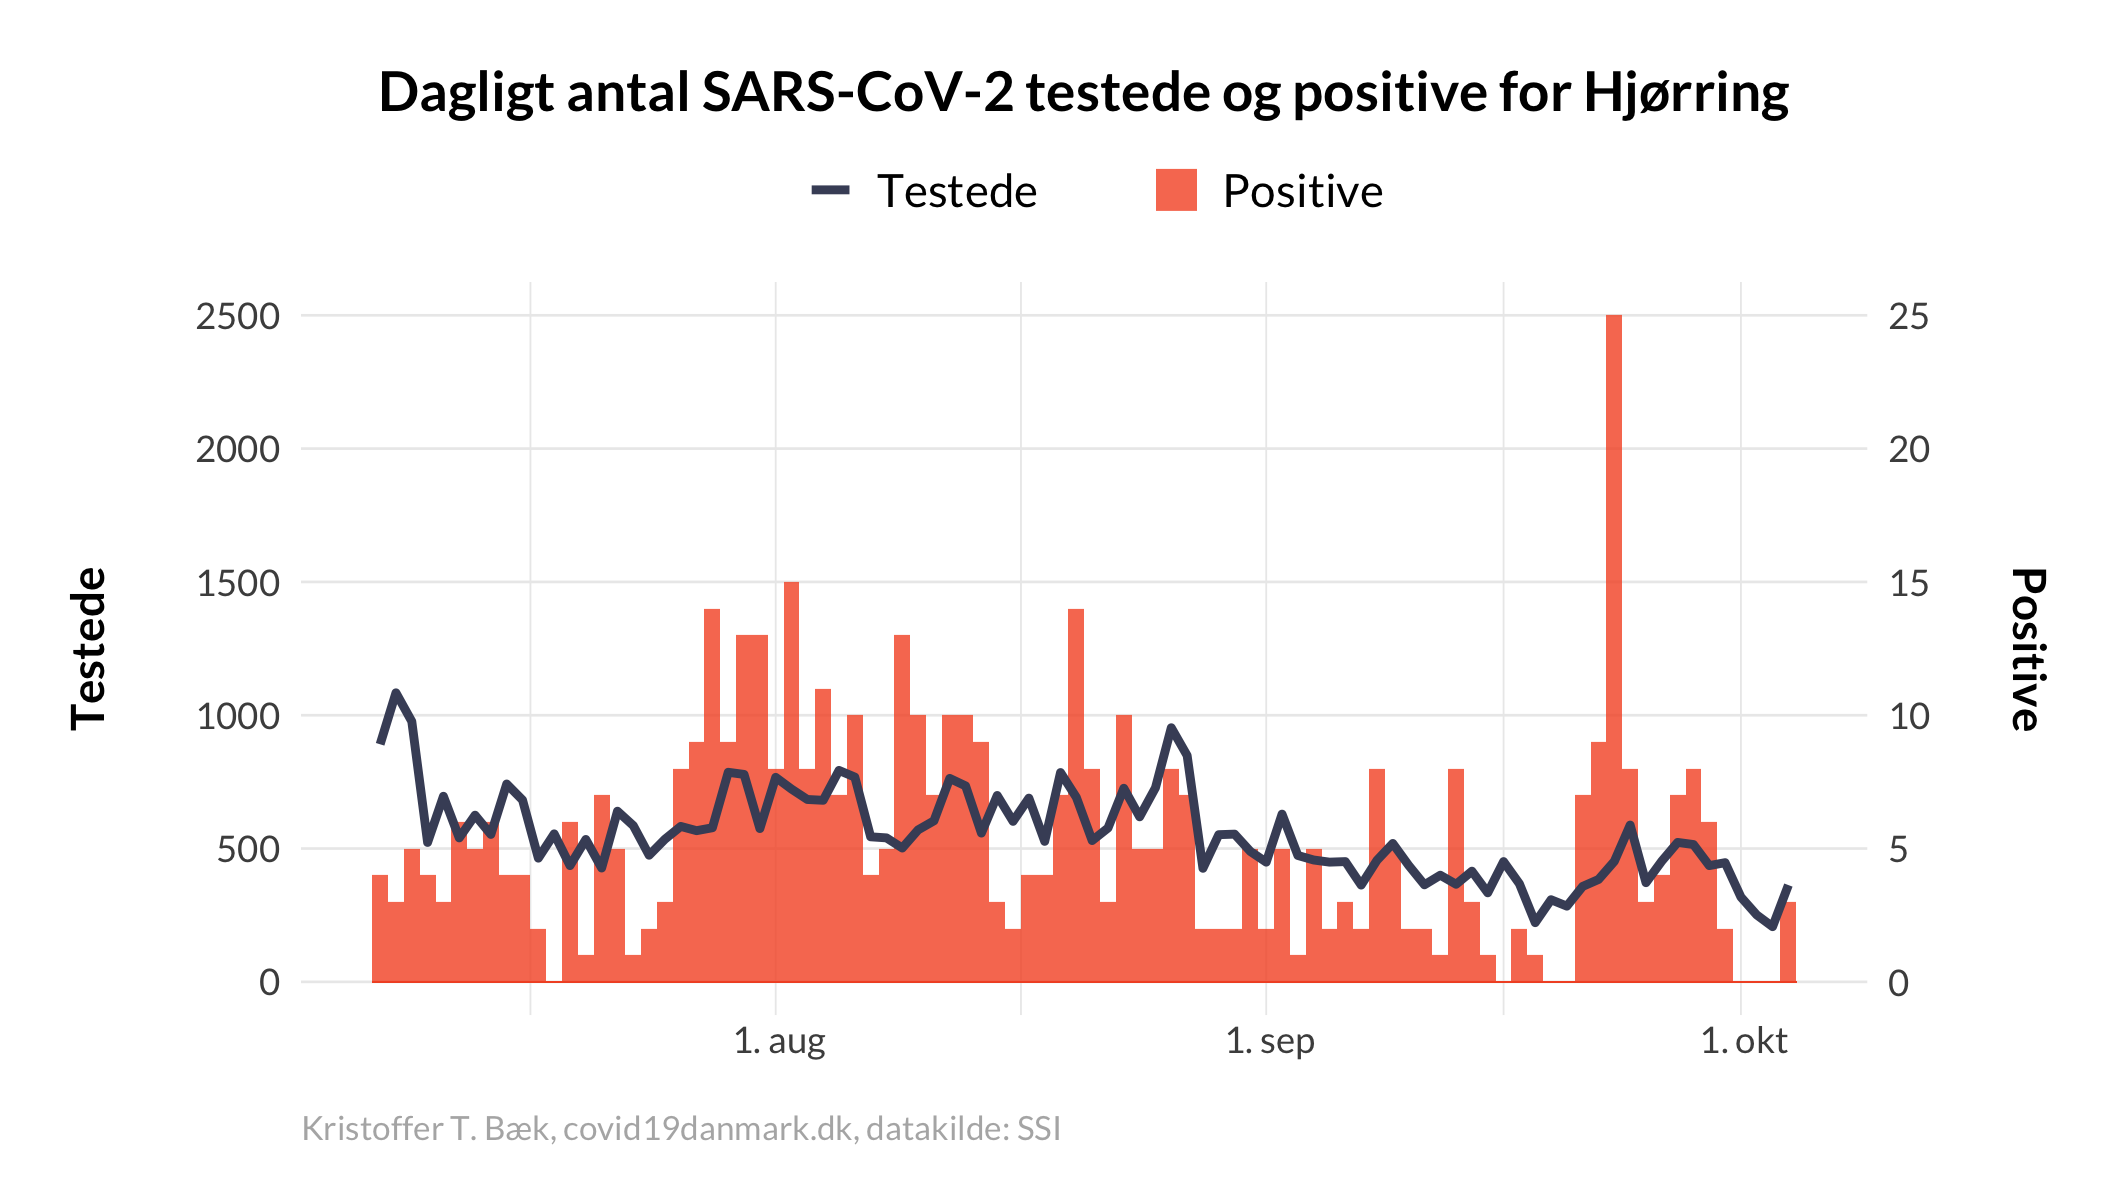 Dagligt antal SARS-CoV-2 testede og positive for Hjørring
Testede
Positive
2500
2000
1500
1000
500
0
Testede
25
20
15
10
5
0
Positive
1. aug
1. sep
1. okt
Kristoffer T. Bæk, covid19danmark.dk, datakilde: SSI